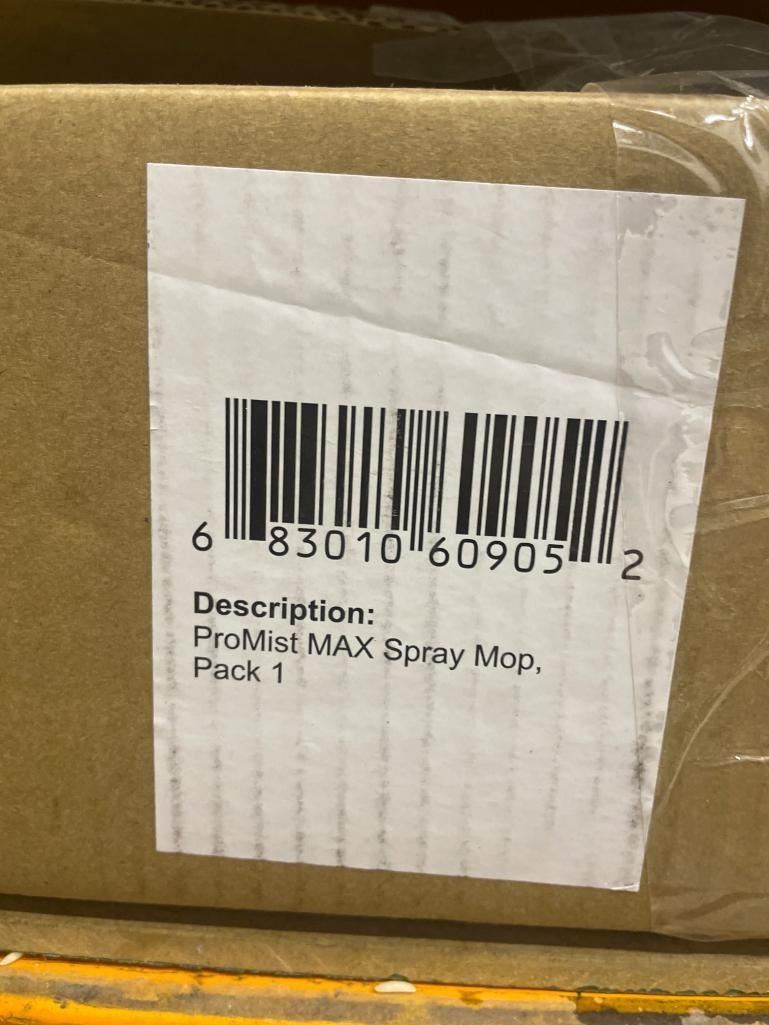 6 83010 60905 2
Description:
ProMist MAX Spray Mop,
Pack 1